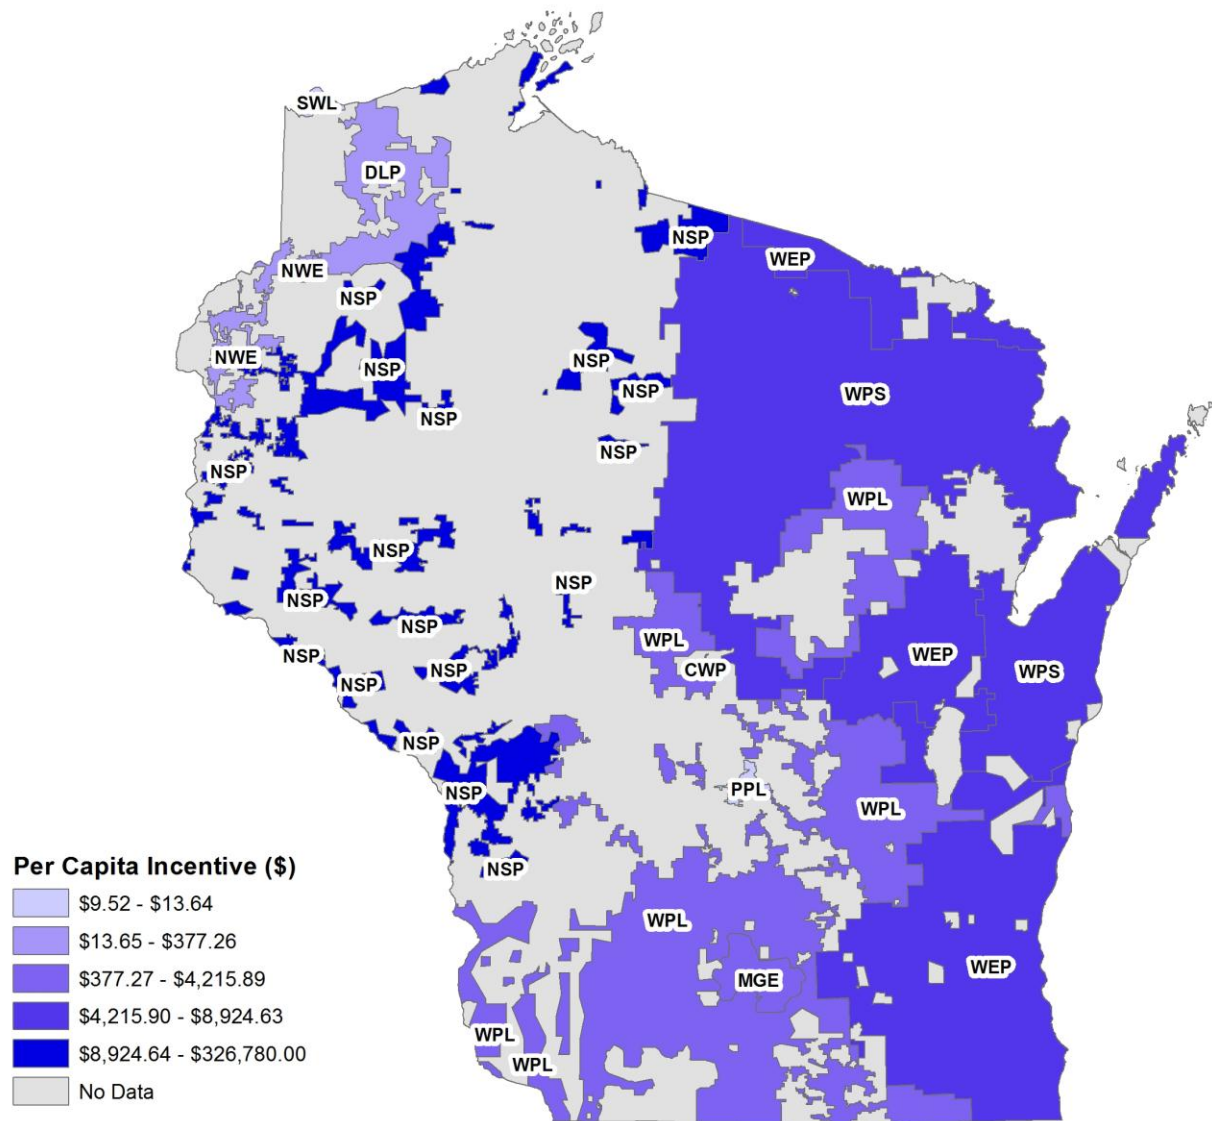 SWL
DLP
NSP
WEP
NWE
NSP
NWE
NSP
NSP
NSP
WPS
NSP
NSP
NSP
WPL
NSP
NSP
NSP
NSP
WPL
NSP
CWP
NSP
WEP
WPS
NSP
NSP
NSP
PPL
WPL
NSP
WPL
WEP
MGE
WPL
WPL
Per Capita Incentive ($)
$9.52 - $13.64
$13.65 - $377.26
$377.27 - $4,215.89
$4,215.90 - $8,924.63
$8,924.64 - $326,780.00
No Data